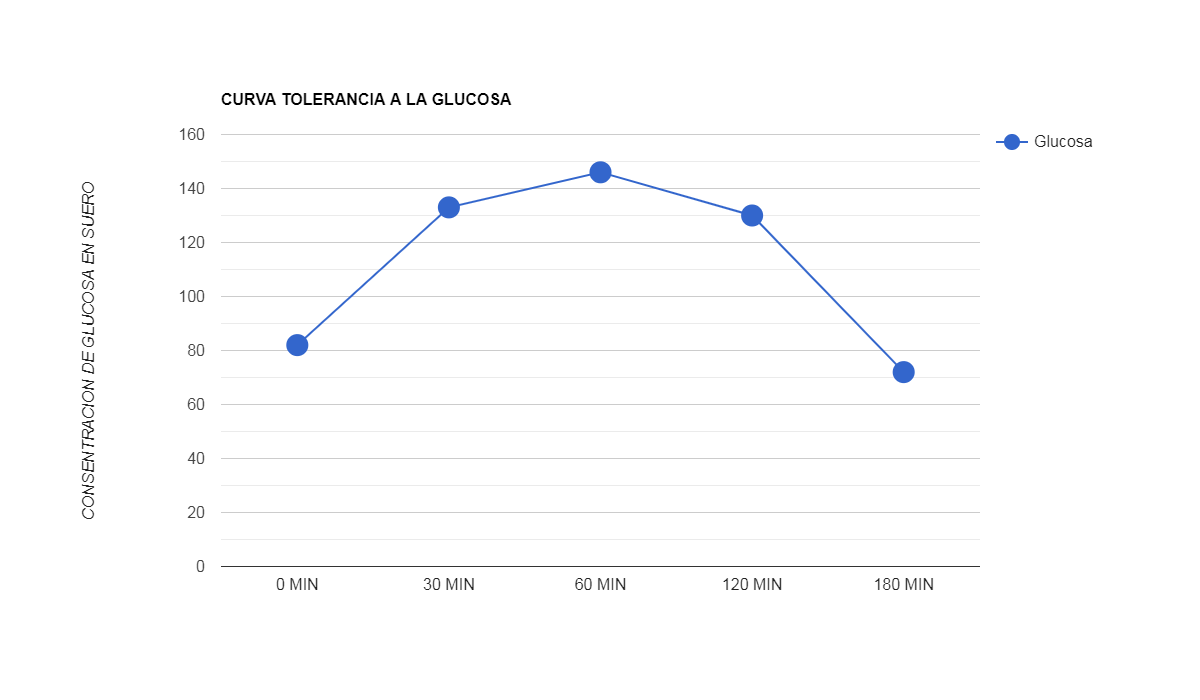 CURVA TOLERANCIA A LA GLUCOSA
Glucosa
CONSENTRACION DE GLUCOSA EN SUERO
160
140
120
100
80
60
40
20
0
0 MIN
30 MIN
60 MIN
120 MIN
180 MIN